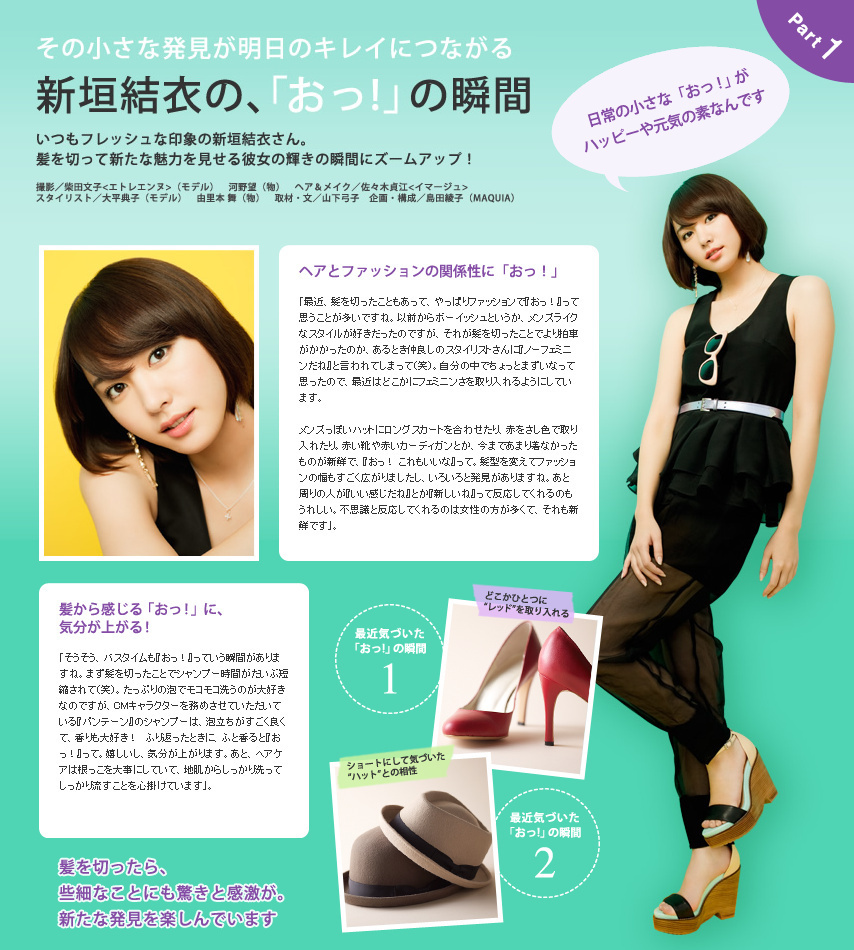 Part 1
その小さな発見が明日のキレイにつながる
新垣結衣の、「おっ!」の瞬間
いつもフレッシュな印象の新垣結衣さん。
髪を切って新たな魅力を見せる彼女の輝きの瞬間にズームアップ！
撮影／柴田文子<エトレエンヌ>（モデル）　河野望（物）　ヘア＆メイク／佐々木貞江<イマージュ>
スタイリスト／大平典子（モデル）　由里本 舞（物）　取材・文／山下弓子　企画・構成／島田綾子（MAQUIA）
日常の小さな「おっ！」が
ハッピーや元気の素なんです
ヘアとファッションの関係性に「おっ！」
「最近、髪を切ったこともあって、やっぱりファッションで『おっ！』って
思うことが多いですね。以前からボーイッシュというか、メンズライク
なスタイルが好きだったのですが、それが髪を切ったことでより拍車
がかかったのか、あるとき仲良しのスタイリストさんに『ノーフェミニ
ンだね』と言われてしまって(笑)。自分の中でちょっとまずいなって
思ったので、最近はどこかにフェミニンさを取り入れるようにしてい
ます。
メンズっぽいハットにロングスカートを合わせたり、赤をさし色で取り
入れたり。赤い靴や赤いカーディガンとか、今まであまり着なかった
ものが新鮮で、『おっ！ これもいいな』って。髪型を変えてファッショ
ンの幅もすごく広がりましたし、いろいろと発見がありますね。あと
周りの人が『いい感じだね』とか『新しいね』って反応してくれるのも
うれしい。不思議と反応してくれるのは女性の方が多くて、それも新
鮮です」。
髪から感じる「おっ！」に、
気分が上がる！
「そうそう、バスタイムも『おっ！』っていう瞬間がありま
すね。まず髪を切ったことでシャンプー時間がだいぶ短
縮されて(笑)。たっぷりの泡でモコモコ洗うのが大好き
なのですが、CMキャラクターを務めさせていただいて
いる『パンテーン』のシャンプーは、泡立ちがすごく良く
て、香りも大好き！　ふり返ったときに、ふと香ると『お
っ！』って。嬉しいし、気分が上がります。あと、ヘアケ
アは根っこを大事にしていて、地肌からしっかり洗って
しっかり流すことを心掛けています」。
髪を切ったら、
些細なことにも驚きと感激が。
新たな発見を楽しんでいます
最近気づいた
「おっ!」の瞬間
1
どこかひとつに
“レッド”を取り入れる
ショートにして気づいた
“ハット”との相性
最近気づいた
「おっ!」の瞬間
2